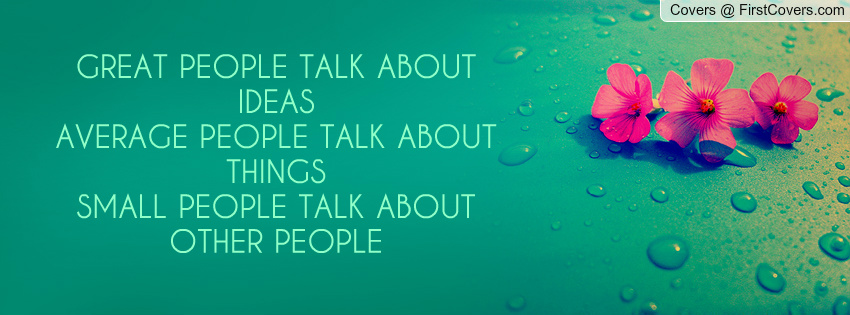 Covers @ FirstCovers.com
GREAT PEOPLE TALK ABOUT
IDEAS
AVERAGE PEOPLE TALK ABOUT
THINGS
SMALL PEOPLE TALK ABOUT
OTHER PEOPLE